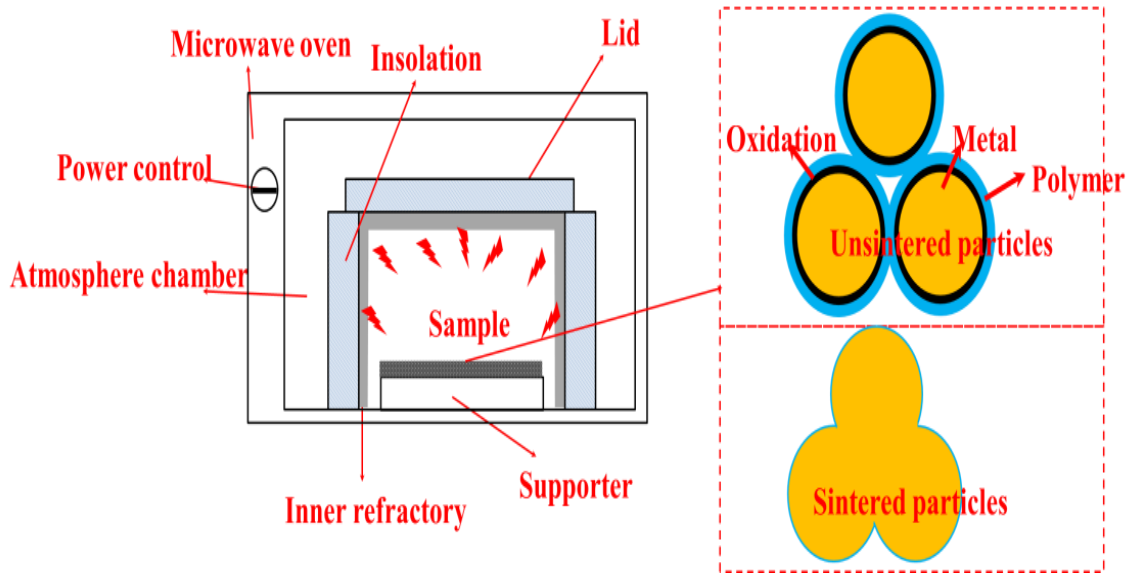 Microwave oven
Insolation
Lid
Power control
Atmosphere chamber
Sample
Inner refractory
Supporter
Oxidation
Metal
Polymer
Unsintered particles
Sintered particles